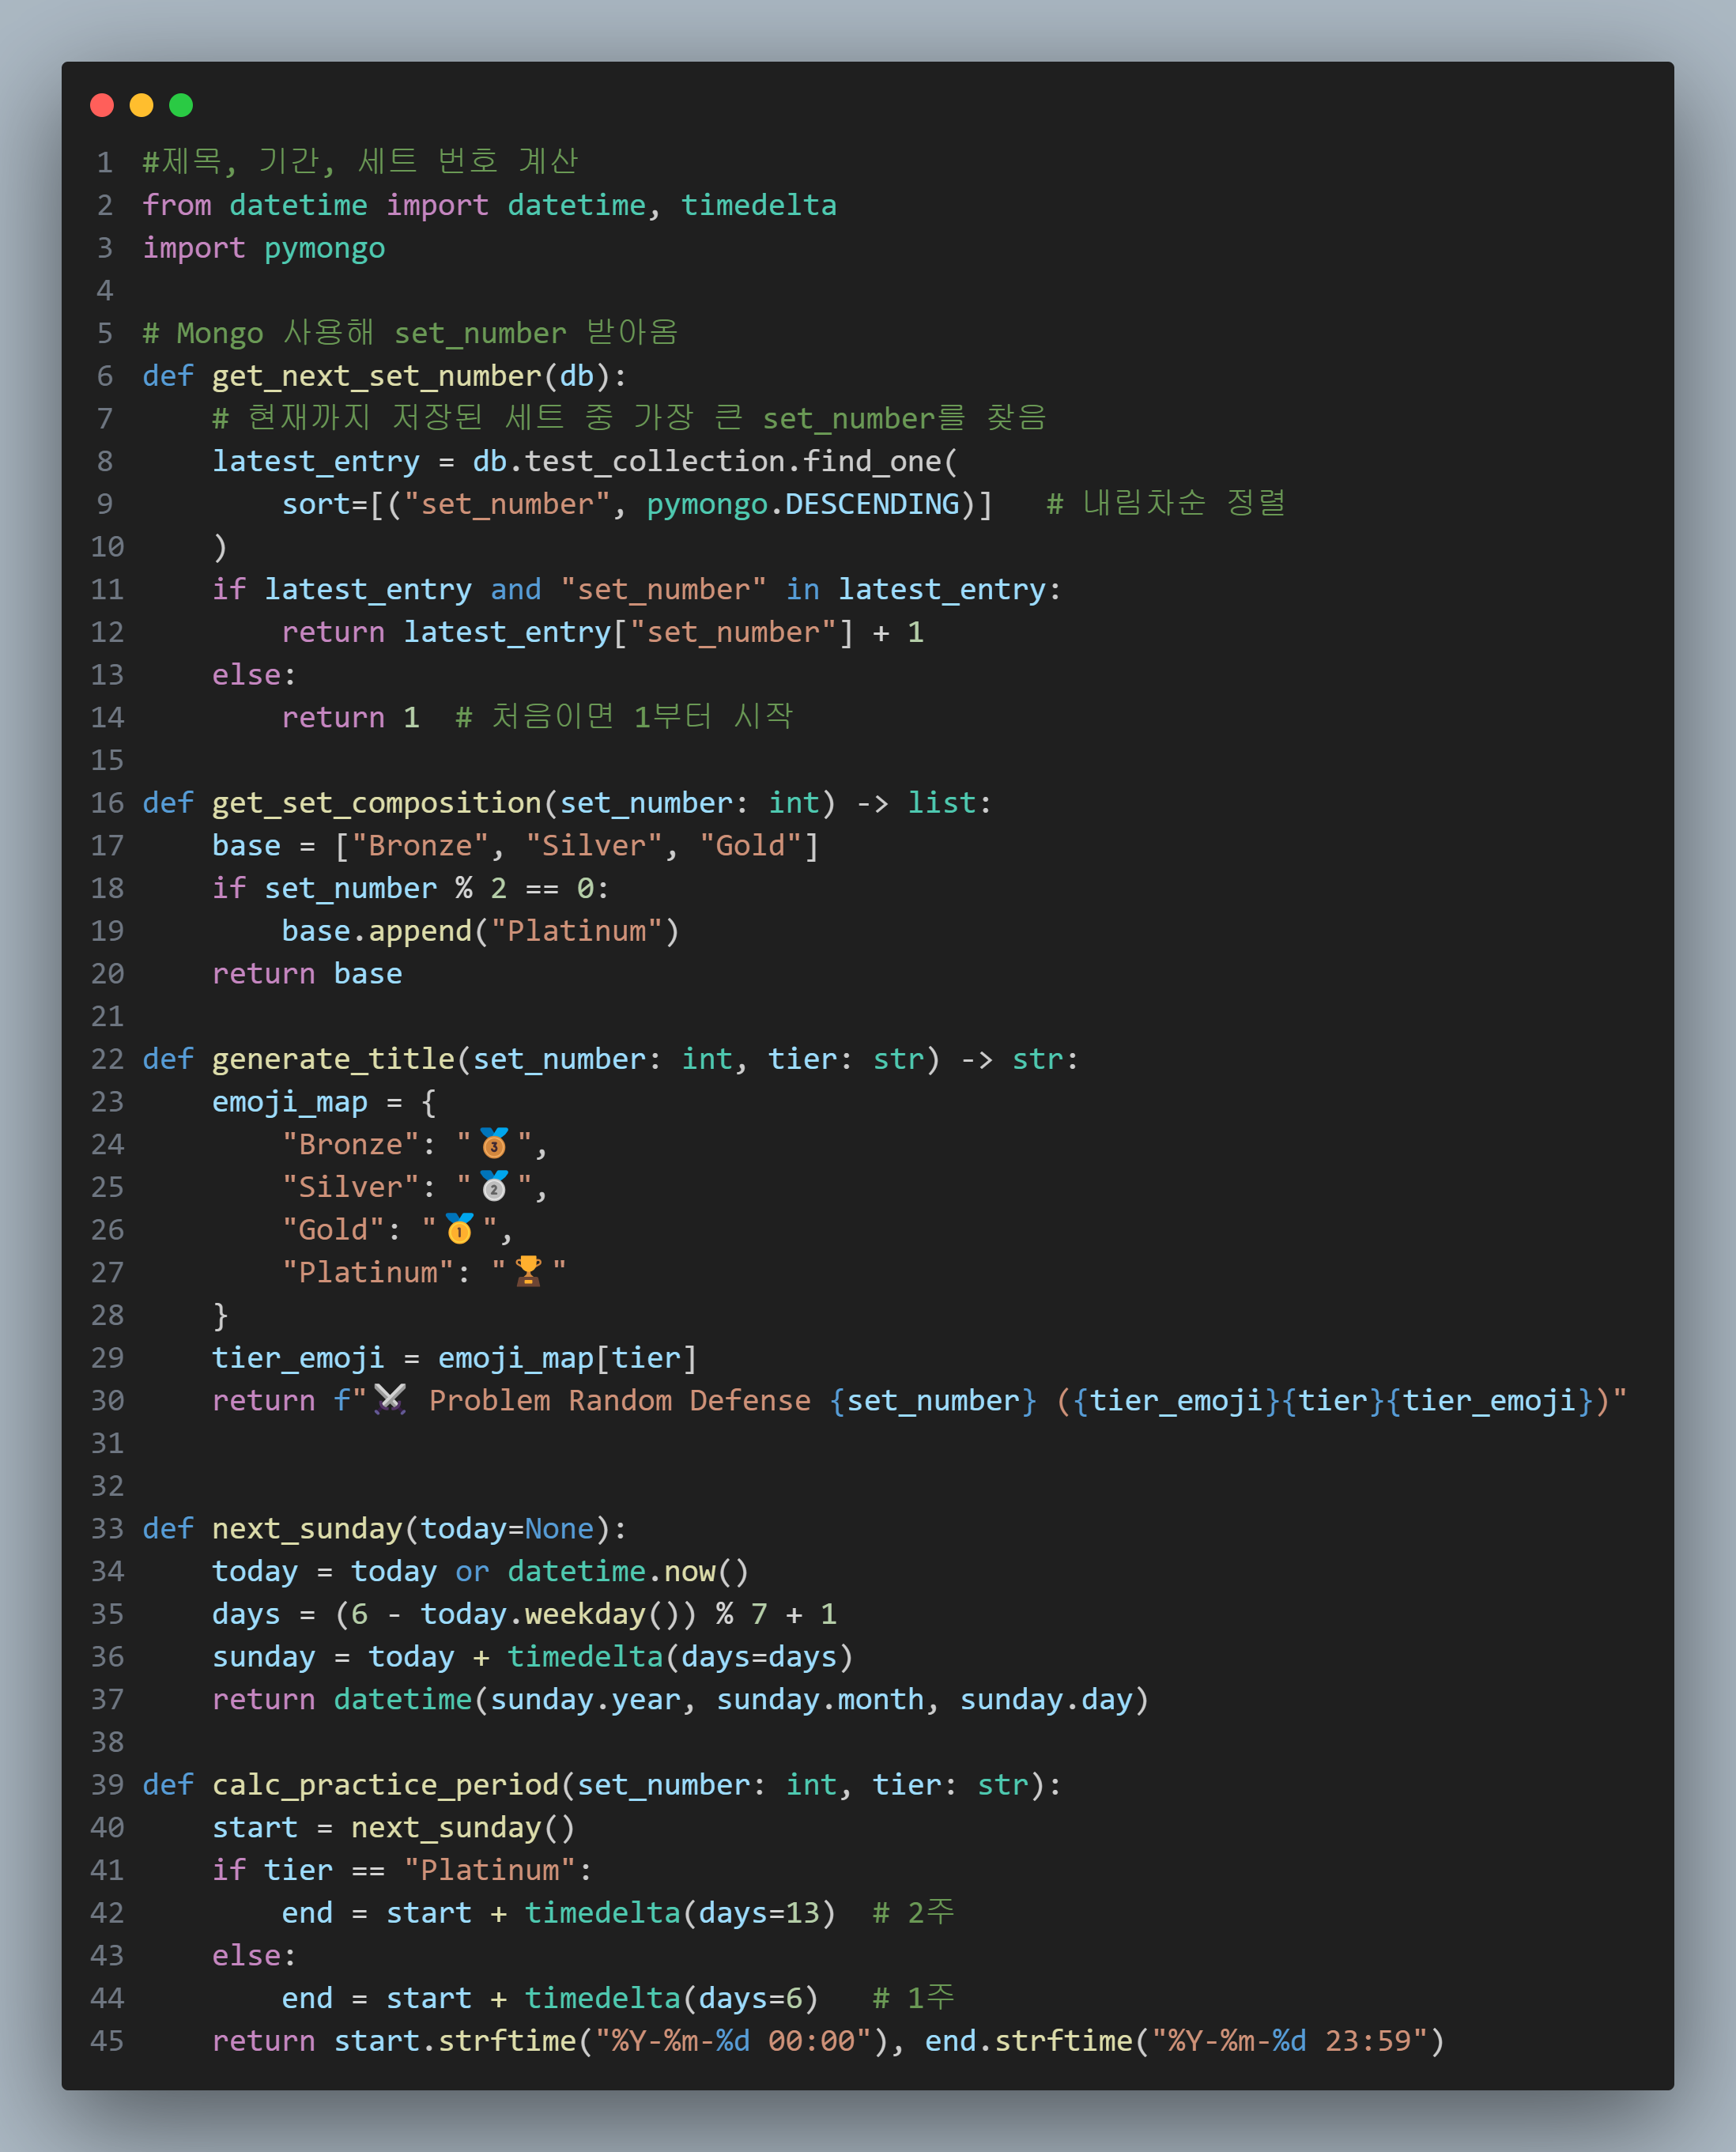 1 #제목, 기간, 세트 번호 계산
2 from datetime import datetime, timedelta
3 import pymongo
4
5 # Mongo 사용해 set_number 받아옴
6 def get_next_set_number(db):
7     # 현재까지 저장된 세트 중 가장 큰 set_number를 찾음
8     latest_entry = db.test_collection.find_one(
9         sort=[("set_number", pymongo.DESCENDING)]   # 내림차순 정렬
10     )
11     if latest_entry and "set_number" in latest_entry:
12         return latest_entry["set_number"] + 1
13     else:
14         return 1  # 처음이면 1부터 시작
15
16 def get_set_composition(set_number: int) -> list:
17     base = ["Bronze", "Silver", "Gold"]
18     if set_number % 2 == 0:
19         base.append("Platinum")
20     return base
21
22 def generate_title(set_number: int, tier: str) -> str:
23     emoji_map = {
24         "Bronze": "🥉",
25         "Silver": "🥈",
26         "Gold": "🥇",
27         "Platinum": "🏆"
28     }
29     tier_emoji = emoji_map[tier]
30     return f"⚔️ Problem Random Defense {set_number} ({tier_emoji}{tier}{tier_emoji})"
31
32
33 def next_sunday(today=None):
34     today = today or datetime.now()
35     days = (6 - today.weekday()) % 7 + 1
36     sunday = today + timedelta(days=days)
37     return datetime(sunday.year, sunday.month, sunday.day)
38
39 def calc_practice_period(set_number: int, tier: str):
40     start = next_sunday()
41     if tier == "Platinum":
42         end = start + timedelta(days=13)  # 2주
43     else:
44         end = start + timedelta(days=6)   # 1주
45     return start.strftime("%Y-%m-%d 00:00"), end.strftime("%Y-%m-%d 23:59")